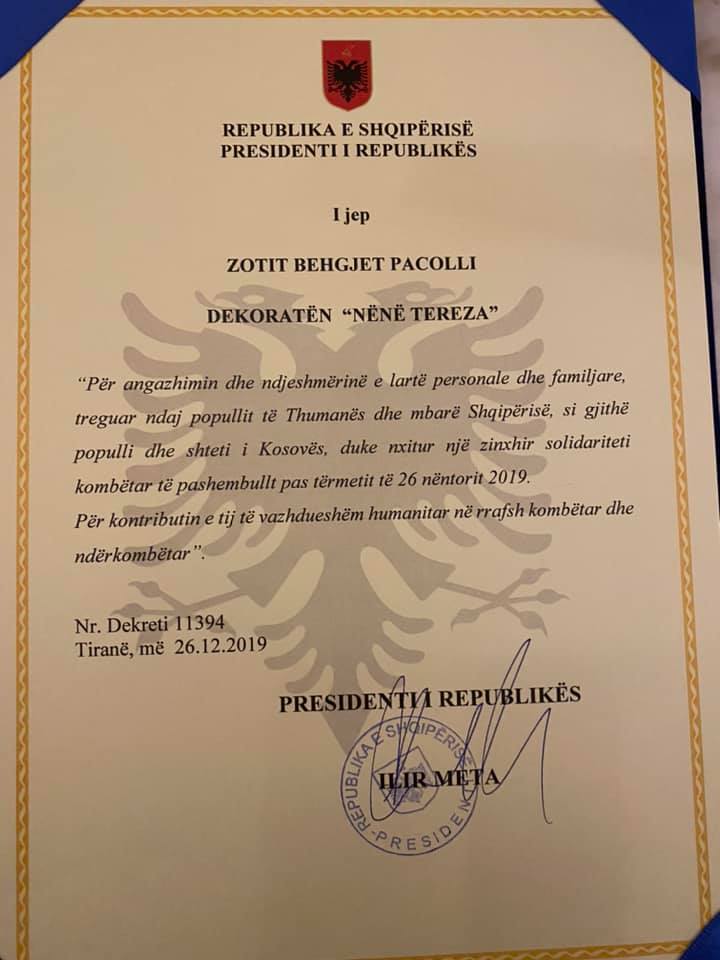 REPUBLIKA E SHQIPËRISË
PRESIDENTI I REPUBLIKËS
I jep
ZOTIT BEHGJET PACOLLI
DEKORATËN “NËNË TEREZA”
“Për angazhimin dhe ndjeshmërinë e lartë personale dhe familjare,
treguar ndaj popullit të Thumanës dhe mbarë Shqipërisë, si gjithë
populli dhe shteti i Kosovës, duke nxitur një zinxhir solidariteti
kombëtar të pashembullt pas tërmetit të 26 nëntorit 2019.
Për kontributin e tij të vazhdueshëm humanitar në rrafsh kombëtar dhe
ndërkombëtar”.
Nr. Dekreti 11394
Tiranë, më 26.12.2019
PRESIDENTI I REPUBLIKËS
ILIR META
REPUBLIKA E SHQIPËRISË